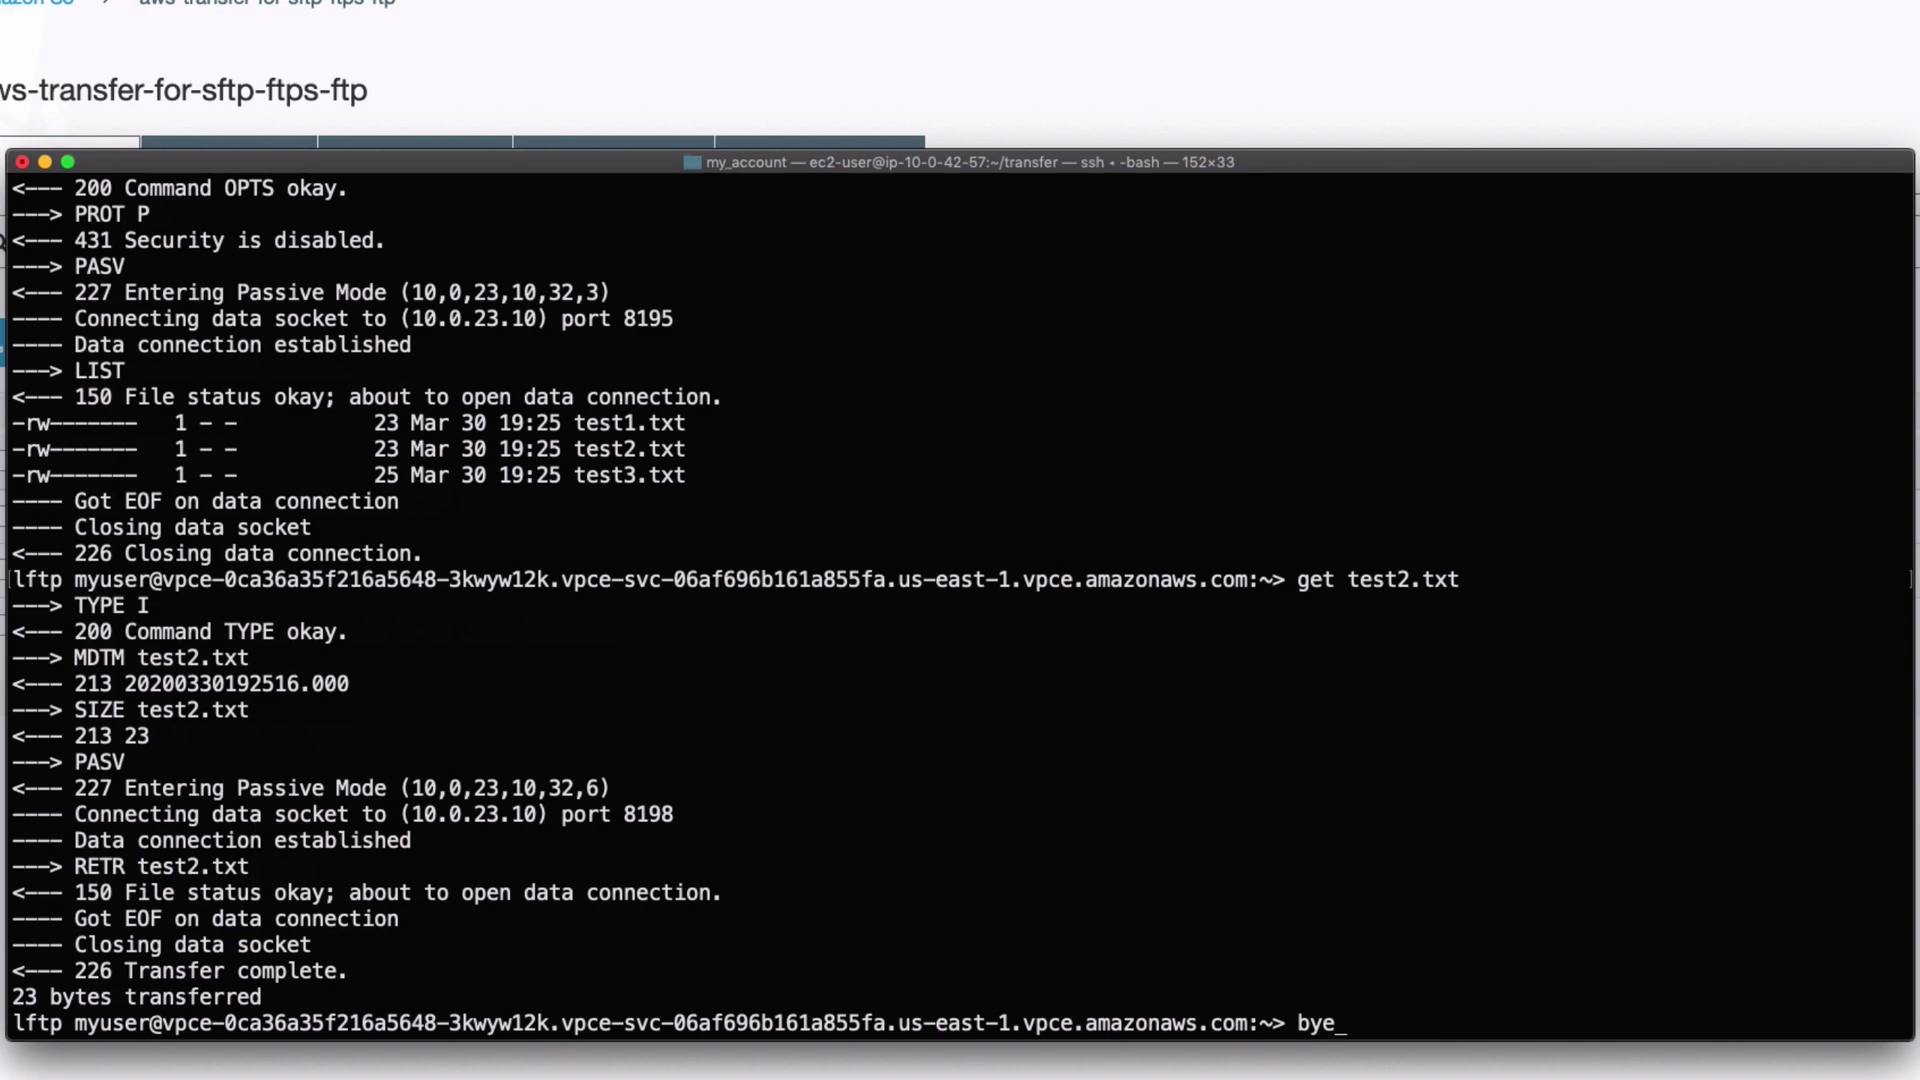 aws-transfer-for-sftp-ftps-ftp
ws-transfer-for-sftp-ftps-ftp
my_account — ec2-user@ip-10-0-42-57:~/transfer — ssh ◂ -bash — 152×33
<--- 200 Command OPTS okay.
---> PROT P
<--- 431 Security is disabled.
---> PASV
<--- 227 Entering Passive Mode (10,0,23,10,32,3)
---- Connecting data socket to (10.0.23.10) port 8195
---- Data connection established
---> LIST
<--- 150 File status okay; about to open data connection.
-rw-------   1 - -           23 Mar 30 19:25 test1.txt
-rw-------   1 - -           23 Mar 30 19:25 test2.txt
-rw-------   1 - -           25 Mar 30 19:25 test3.txt
---- Got EOF on data connection
---- Closing data socket
<--- 226 Closing data connection.
lftp myuser@vpce-0ca36a35f216a5648-3kwyw12k.vpce-svc-06af696b161a855fa.us-east-1.vpce.amazonaws.com:~> get test2.txt
---> TYPE I
<--- 200 Command TYPE okay.
---> MDTM test2.txt
<--- 213 20200330192516.000
---> SIZE test2.txt
<--- 213 23
---> PASV
<--- 227 Entering Passive Mode (10,0,23,10,32,6)
---- Connecting data socket to (10.0.23.10) port 8198
---- Data connection established
---> RETR test2.txt
<--- 150 File status okay; about to open data connection.
---- Got EOF on data connection
---- Closing data socket
<--- 226 Transfer complete.
23 bytes transferred
lftp myuser@vpce-0ca36a35f216a5648-3kwyw12k.vpce-svc-06af696b161a855fa.us-east-1.vpce.amazonaws.com:~> bye_